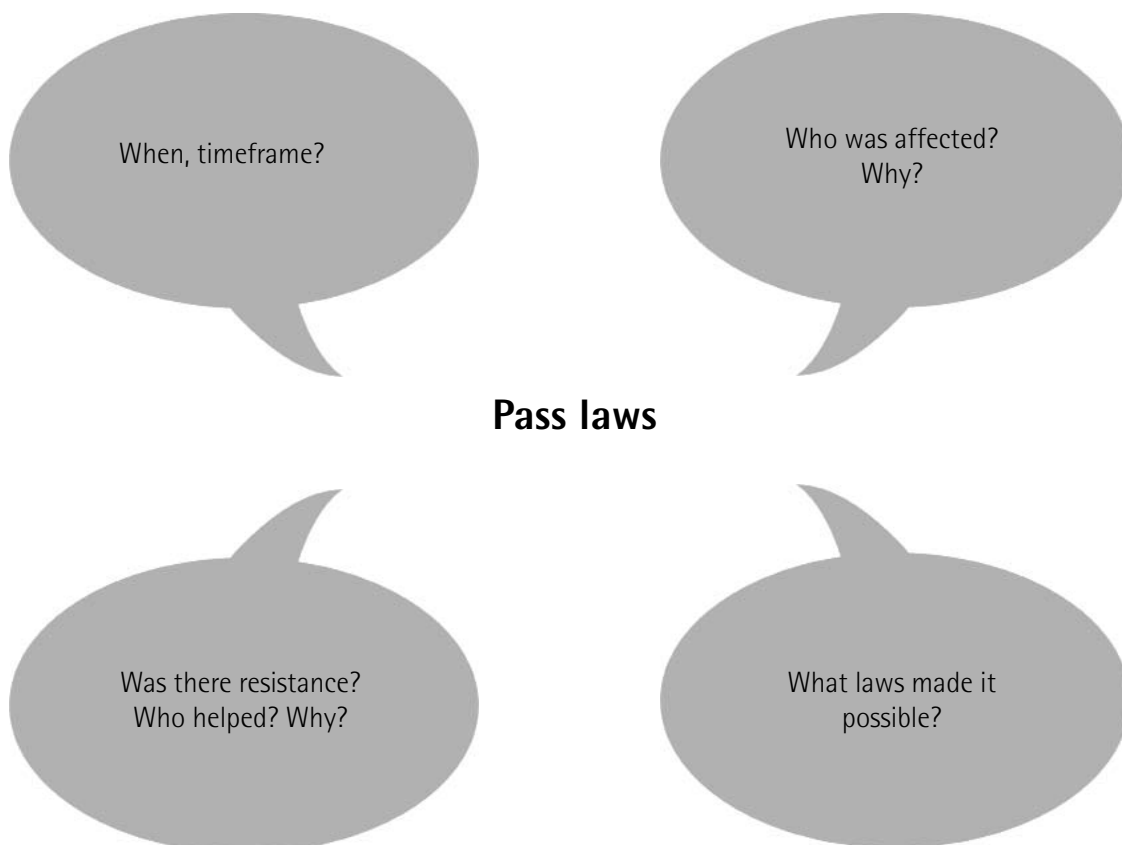 When, timeframe?
Who was affected?
Why?
Pass laws
Was there resistance?
Who helped? Why?
What laws made it
possible?